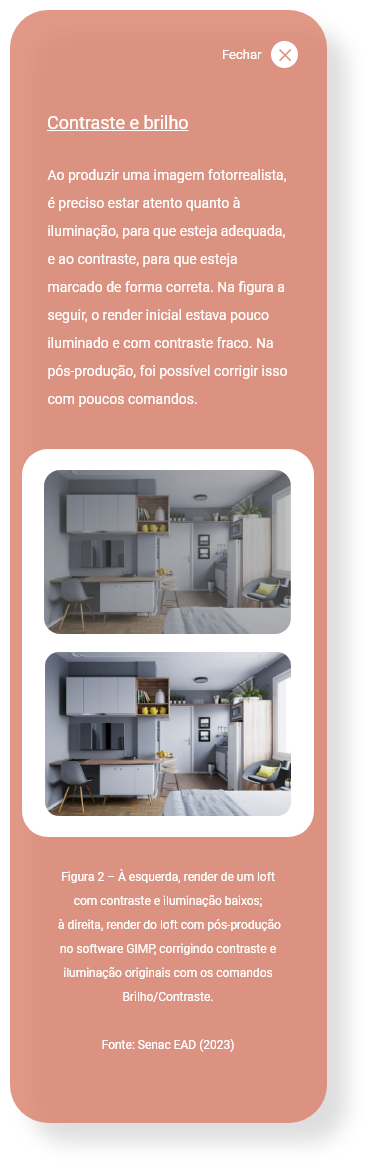 Fechar
Contraste e brilho
Ao produzir uma imagem fotorrealista,
é preciso estar atento quanto à
iluminação, para que esteja adequada,
e ao contraste, para que esteja
marcado de forma correta. Na figura a
seguir, o render inicial estava pouco
iluminado e com contraste fraco. Na
pós-produção, foi possível corrigir isso
com poucos comandos.
Figura 2 – À esquerda, render de um loft
com contraste e iluminação baixos;
à direita, render do loft com pós-produção
no software GIMP, corrigindo contraste e
iluminação originais com os comandos
Brilho/Contraste.
Fonte: Senac EAD (2023)